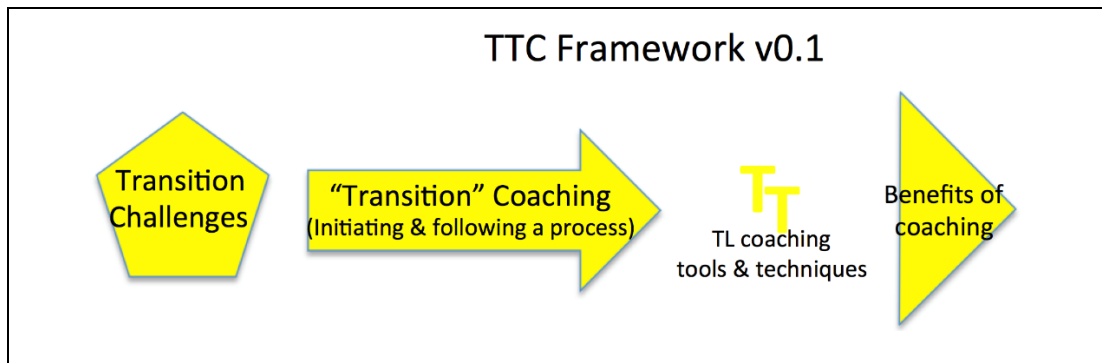 TTC Framework v0.1
Transition
Challenges
“Transition” Coaching
(Initiating & following a process)
TT
TL coaching
tools & techniques
Benefits of
coaching